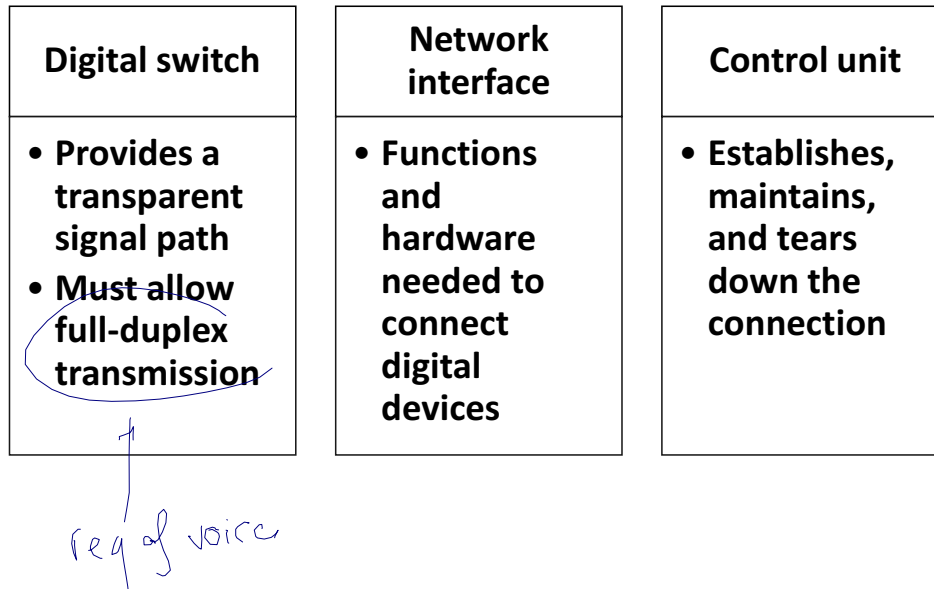 Digital switch
• Provides a
transparent
signal path
• Must allow
full-duplex
transmission
Network
interface
• Functions
and
hardware
needed to
connect
digital
devices
Control unit
• Establishes,
maintains,
and tears
down the
connection
req of voice